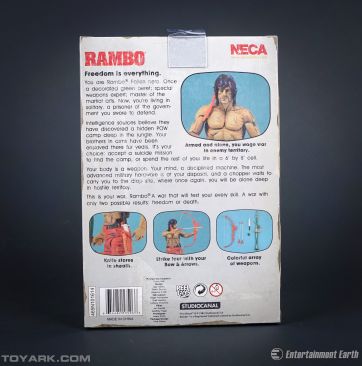 RAMBO
NECA
Freedom is everything.
You are Rambo® Fallen hero. Once
a decorated green beret, special
weapons expert, master of the
martial arts. Now, you're living in
solitary, a prisoner of the government
you swore to defend.
Intelligence sources believe they
have discovered a hidden POW
camp deep in the jungle. Your
brothers in arms have been
enslaved there for years. It's your
choice: accept a suicide mission
to find the camp, or spend the rest of your life in a 6' by 8' cell.
Armed and alone, you wage war
in enemy territory.
Your body is a weapon. Your mind, a disciplined machine. The most
advanced military hardware at your disposal, and a chopper waits to
carry you to the drop site, where once again, you will be alone deep
in hostile territory.
This is your war, Rambo® A war that will test your every skill. A war with
only two possible results: freedom or death.
Knife stores
in sheath.
Strike fear with your
Bow & Arrows.
Colorful array
of weapons.
MADE IN CHINA
STUDIOCANAL
TOYARK.COM
Entertainment Earth